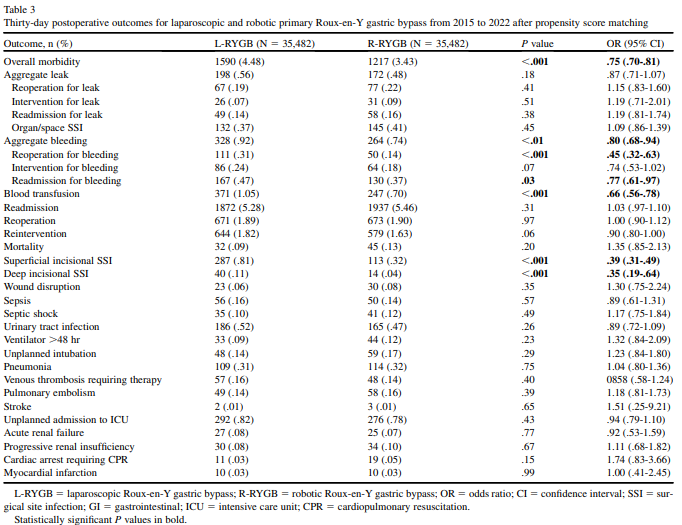 Table 3
Thirty-day postoperative outcomes for laparoscopic and robotic primary Roux-en-Y gastric bypass from 2015 to 2022 after propensity score matching
Outcome, n (%) L-RYGB (N = 35,482) R-RYGB (N = 35,482) P value OR (95% CI)
Overall morbidity 1590 (4.48) 1217 (3.43) <.001 .75 (.70-.81)
Aggregate leak 198 (.56) 172 (.48) .18 .87 (.71-1.07)
Reoperation for leak 67 (.19) 77 (.22) .41 1.15 (.83-1.60)
Intervention for leak 26 (.07) 31 (.09) .51 1.19 (.71-2.01)
Readmission for leak 49 (.14) 58 (.16) .38 1.19 (.81-1.74)
Organ/space SSI 132 (.37) 145 (.41) .45 1.09 (.86-1.39)
Aggregate bleeding 328 (.92) 264 (.74) <.01 .80 (.68-.94)
Reoperation for bleeding 111 (.31) 50 (.14) <.001 .45 (.32-.63)
Intervention for bleeding 86 (.24) 64 (.18) .07 .74 (.53-1.02)
Readmission for bleeding 167 (.47) 130 (.37) .03 .77 (.61-.97)
Blood transfusion 371 (1.05) 247 (.70) <.001 .66 (.56-.78)
Readmission 1872 (5.28) 1937 (5.46) .31 1.03 (.97-1.10)
Reoperation 671 (1.89) 673 (1.90) .97 1.00 (.90-1.12)
Reintervention 644 (1.82) 579 (1.63) .06 .90 (.80-1.00)
Mortality 32 (.09) 45 (.13) .20 1.35 (.85-2.13)
Superficial incisional SSI 287 (.81) 113 (.32) <.001 .39 (.31-.49)
Deep incisional SSI 40 (.11) 14 (.04) <.001 .35 (.19-.64)
Wound disruption 23 (.06) 30 (.08) .35 1.30 (.75-2.24)
Sepsis 56 (.16) 50 (.14) .57 .89 (.61-1.31)
Septic shock 35 (.10) 41 (.12) .49 1.17 (.75-1.84)
Urinary tract infection 186 (.52) 165 (.47) .26 .89 (.72-1.09)
Ventilator >48 hr 33 (.09) 44 (.12) .23 1.32 (.84-2.09)
Unplanned intubation 48 (.14) 59 (.17) .29 1.23 (.84-1.80)
Pneumonia 109 (.31) 114 (.32) .75 1.04 (.80-1.36)
Venous thrombosis requiring therapy 57 (.16) 48 (.14) .40 0858 (.58-1.24)
Pulmonary embolism 49 (.14) 58 (.16) .39 1.18 (.81-1.73)
Stroke 2 (.01) 3 (.01) .65 1.51 (.25-9.21)
Unplanned admission to ICU 292 (.82) 276 (.78) .43 .94 (.79-1.10)
Acute renal failure 27 (.08) 25 (.07) .77 .92 (.53-1.59)
Progressive renal insufficiency 30 (.08) 34 (.10) .67 1.11 (.68-1.82)
Cardiac arrest requiring CPR 11 (.03) 19 (.05) .15 1.74 (.83-3.66)
Myocardial infarction 10 (.03) 10 (.03) .99 1.00 (.41-2.45)
L-RYGB = laparoscopic Roux-en-Y gastric bypass; R-RYGB = robotic Roux-en-Y gastric bypass; OR = odds ratio; CI = confidence interval; SSI = sur-
gical site infection; GI = gastrointestinal; ICU = intensive care unit; CPR = cardiopulmonary resuscitation.
Statistically significant P values in bold.